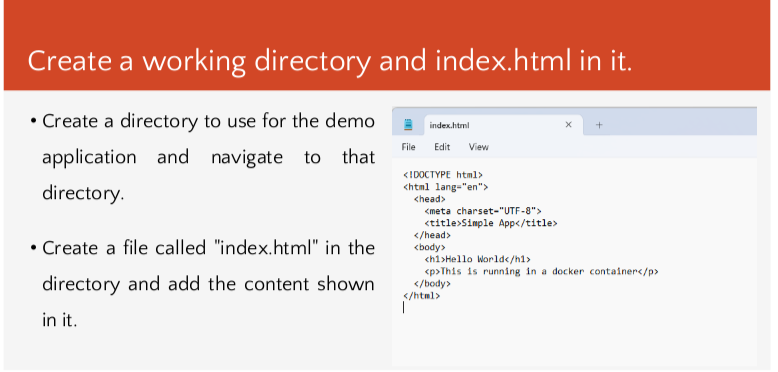 Create a working directory and index.html in it.
• Create a directory to use for the demo
application and navigate to that
directory.
• Create a file called "index.html" in the
directory and add the content shown
in it.
index.html × +
File Edit View
<!DOCTYPE html>
<html lang="en">
<head>
<meta charset="UTF-8">
<title>Simple App</title>
</head>
<body>
<h1>Hello World</h1>
<p>This is running in a docker container</p>
</body>
</html>